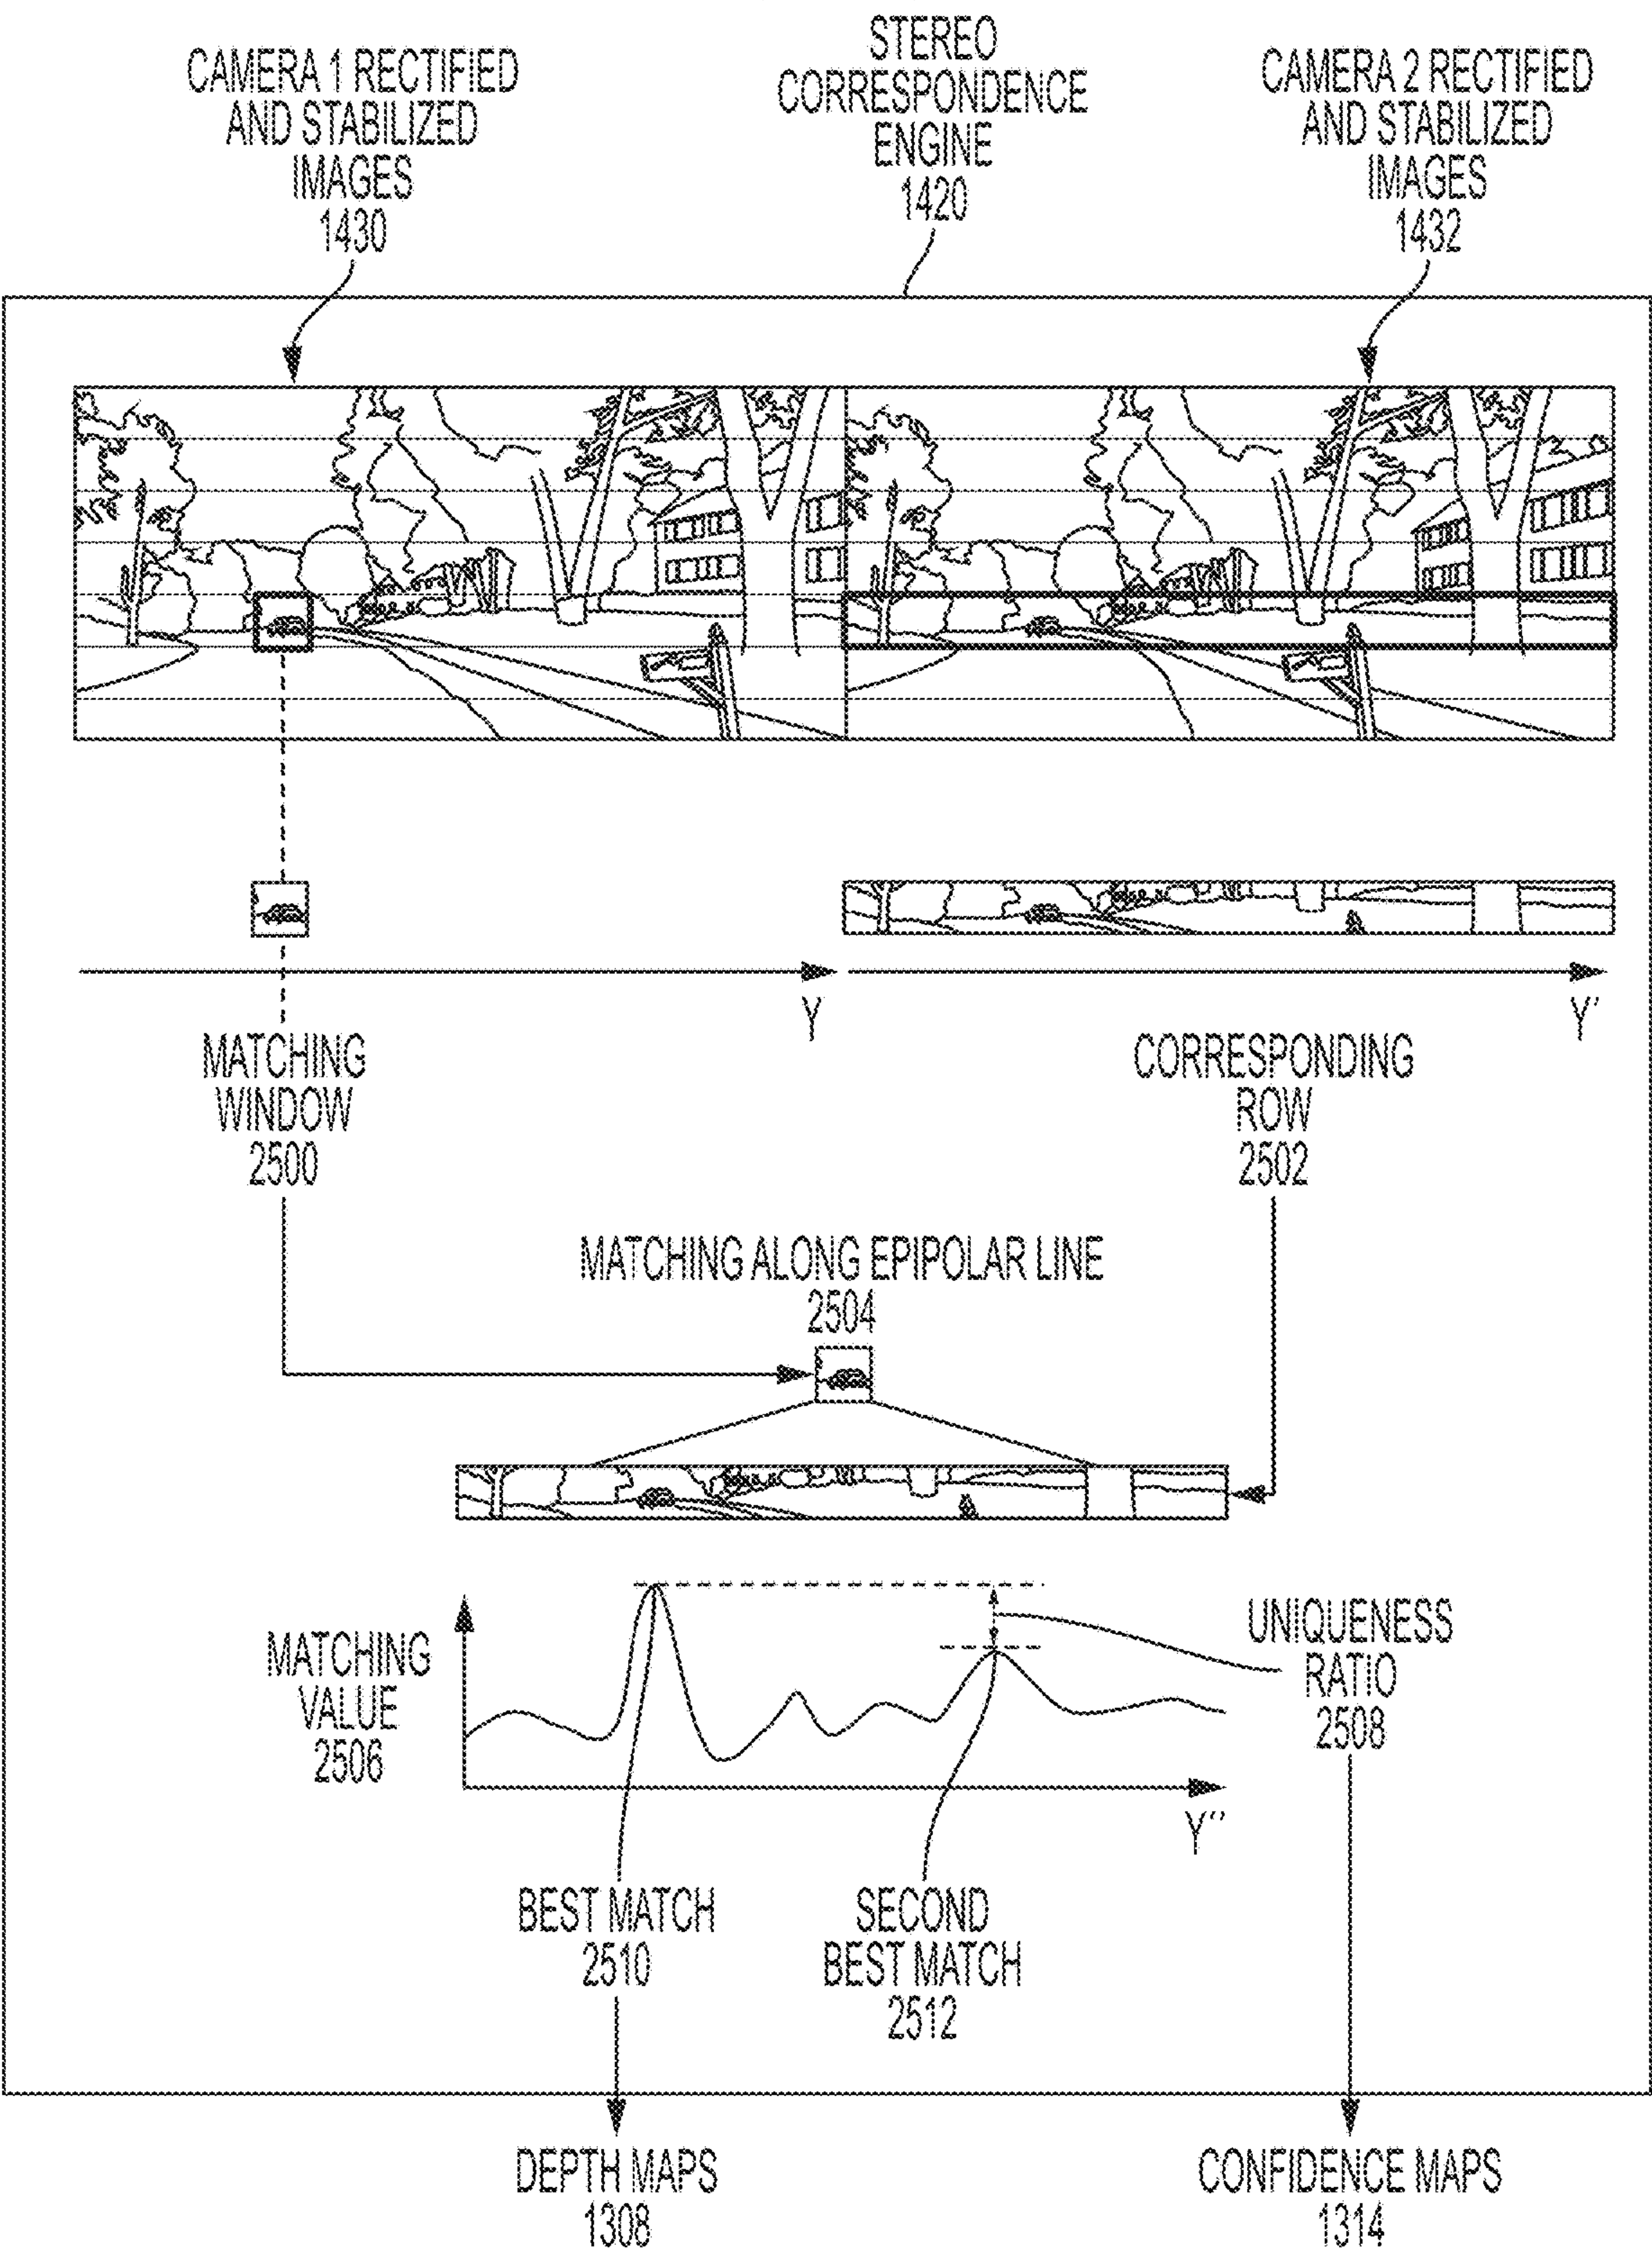 CAMERA 1 RECTIFIED
AND STABILIZED
IMAGES
1430
STEREO
CORRESPONDENCE
ENGINE
1420
CAMERA 2 RECTIFIED
AND STABILIZED
IMAGES
1432
Y
Y'
MATCHING
WINDOW
2500
CORRESPONDING
ROW
2502
MATCHING ALONG EPIPOLAR LINE
2504
MATCHING
VALUE
2506
UNIQUENESS
RATIO
2508
Y''
BEST MATCH
2510
SECOND
BEST MATCH
2512
DEPTH MAPS
1308
CONFIDENCE MAPS
1314